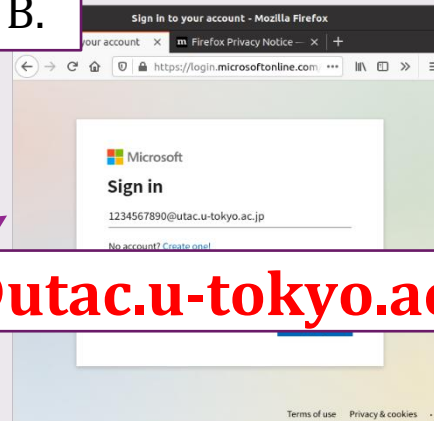 B.
Sign in to your account - Mozilla Firefox
your account × m Firefox Privacy Notice — × +
https://login.microsoftonline.com
Microsoft
Sign in
1234567890@utac.u-tokyo.ac.jp
No account? Create one!
utac.u-tokyo.ac
Terms of use Privacy & cookies